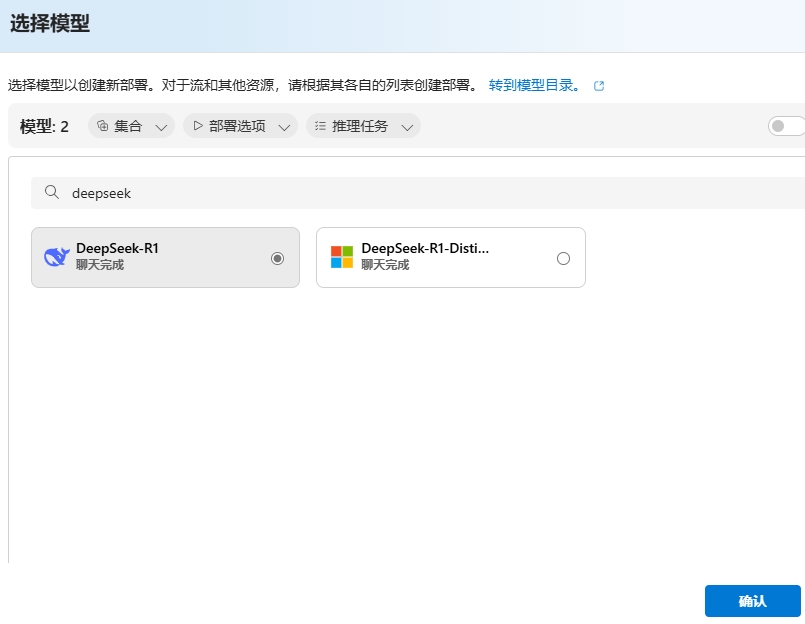 选择模型
选择模型以创建新部署。对于流和其他资源，请根据其各自的列表创建部署。 转到模型目录。
模型: 2 集合 部署选项 推理任务
deepseek
DeepSeek-R1
聊天完成
DeepSeek-R1-Disti...
聊天完成
确认